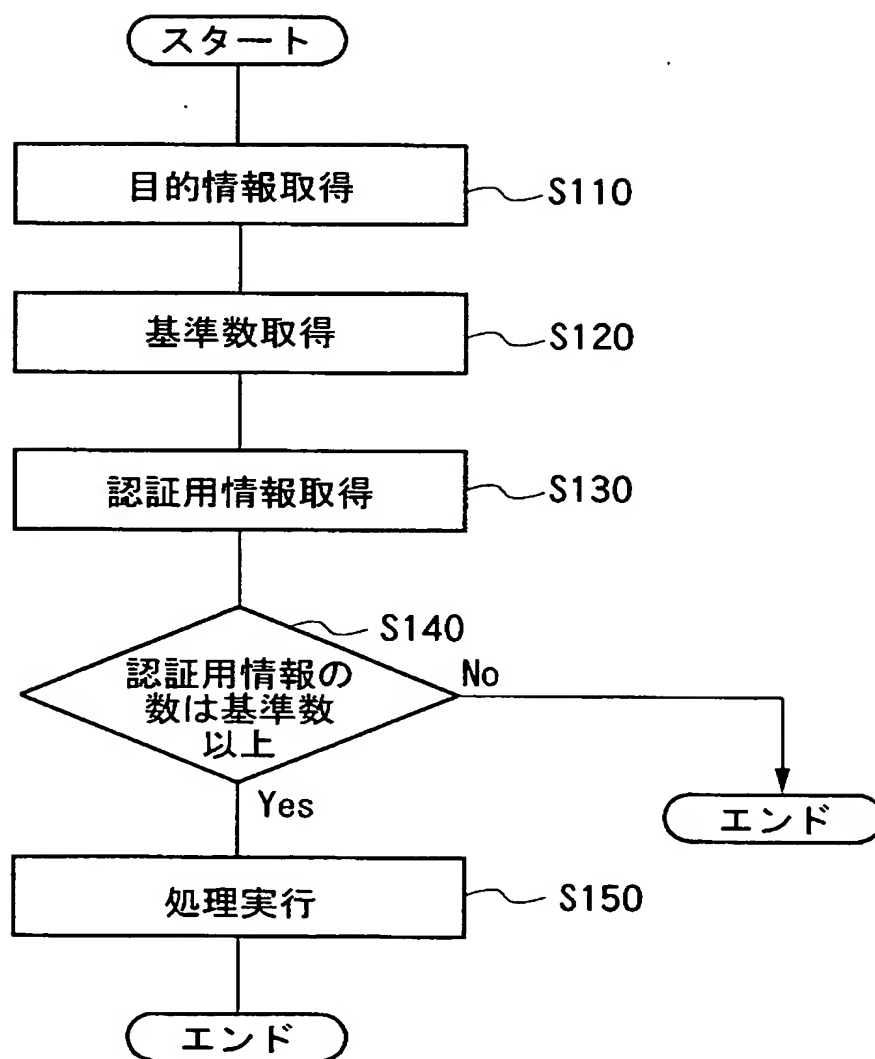 スタート
目的情報取得
S110
基準数取得
S120
認証用情報取得
S130
S140
認証用情報の
数は基準数
以上
No
Yes
エンド
処理実行
S150
エンド